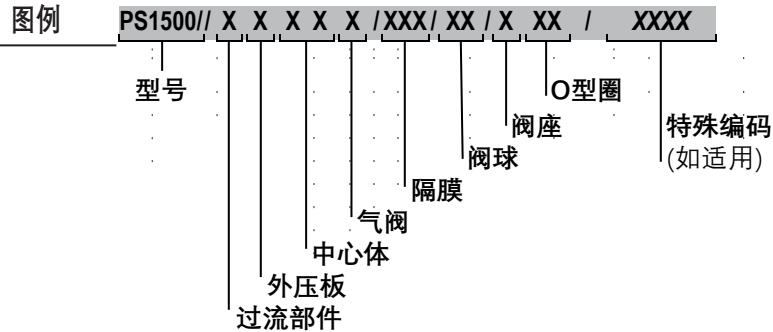 图例 PS1500// X X X X X /XXX/ XX / X XX / XXXX
型号
O型圈
阀座
特殊编码
(如适用)
阀球
隔膜
气阀
中心体
外压板
过流部件